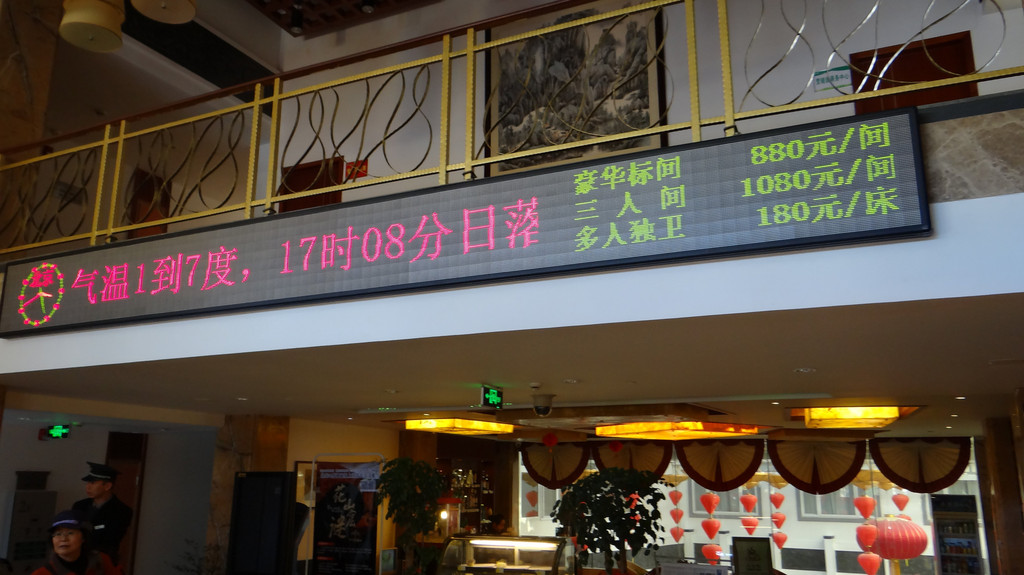 气温1到7度，17时08分日落
豪华标间 880元/间
三人间 1080元/间
多人独卫 180元/床